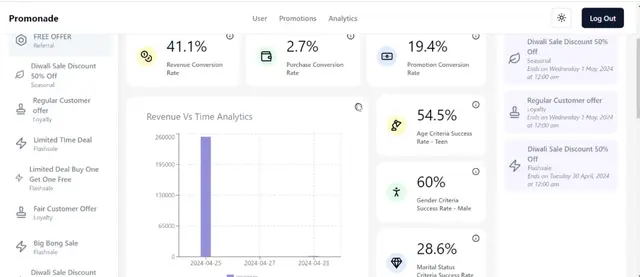 Promonade
User
Promotions
Analytics
Log Out
FREE OFFER
Referral
Diwali Sale Discount
50% Off
Seasonal
Regular Customer
offer
Loyalty
Limited Time Deal
Flashsale
Limited Deal Buy One
Get One Free
Flashsale
Fair Customer Offer
Loyalty
Big Bong Sale
Seasonal
Diwali Sale Discount
41.1%
Revenue Conversion
Rate
2.7%
Purchase Conversion
Rate
19.4%
Promotion Conversion
Rate
Revenue Vs Time Analytics
260000
195000
130000
65000
0
2024-04-25
2024-04-27
2024-04-28
54.5%
Age Criteria Success
Rate - Teen
60%
Gender Criteria
Success Rate - Male
28.6%
Marital Status
Criteria Success Rate
Diwali Sale Discount 50%
Off
Seasonal
Ends on Wednesday 1 May, 2024
at 12:00 am
Regular Customer offer
Loyalty
Ends on Wednesday 1 May, 2024
at 12:00 am
Diwali Sale Discount 50%
Off
Flashsale
Ends on Tuesday 30 April, 2024
at 12:00 am